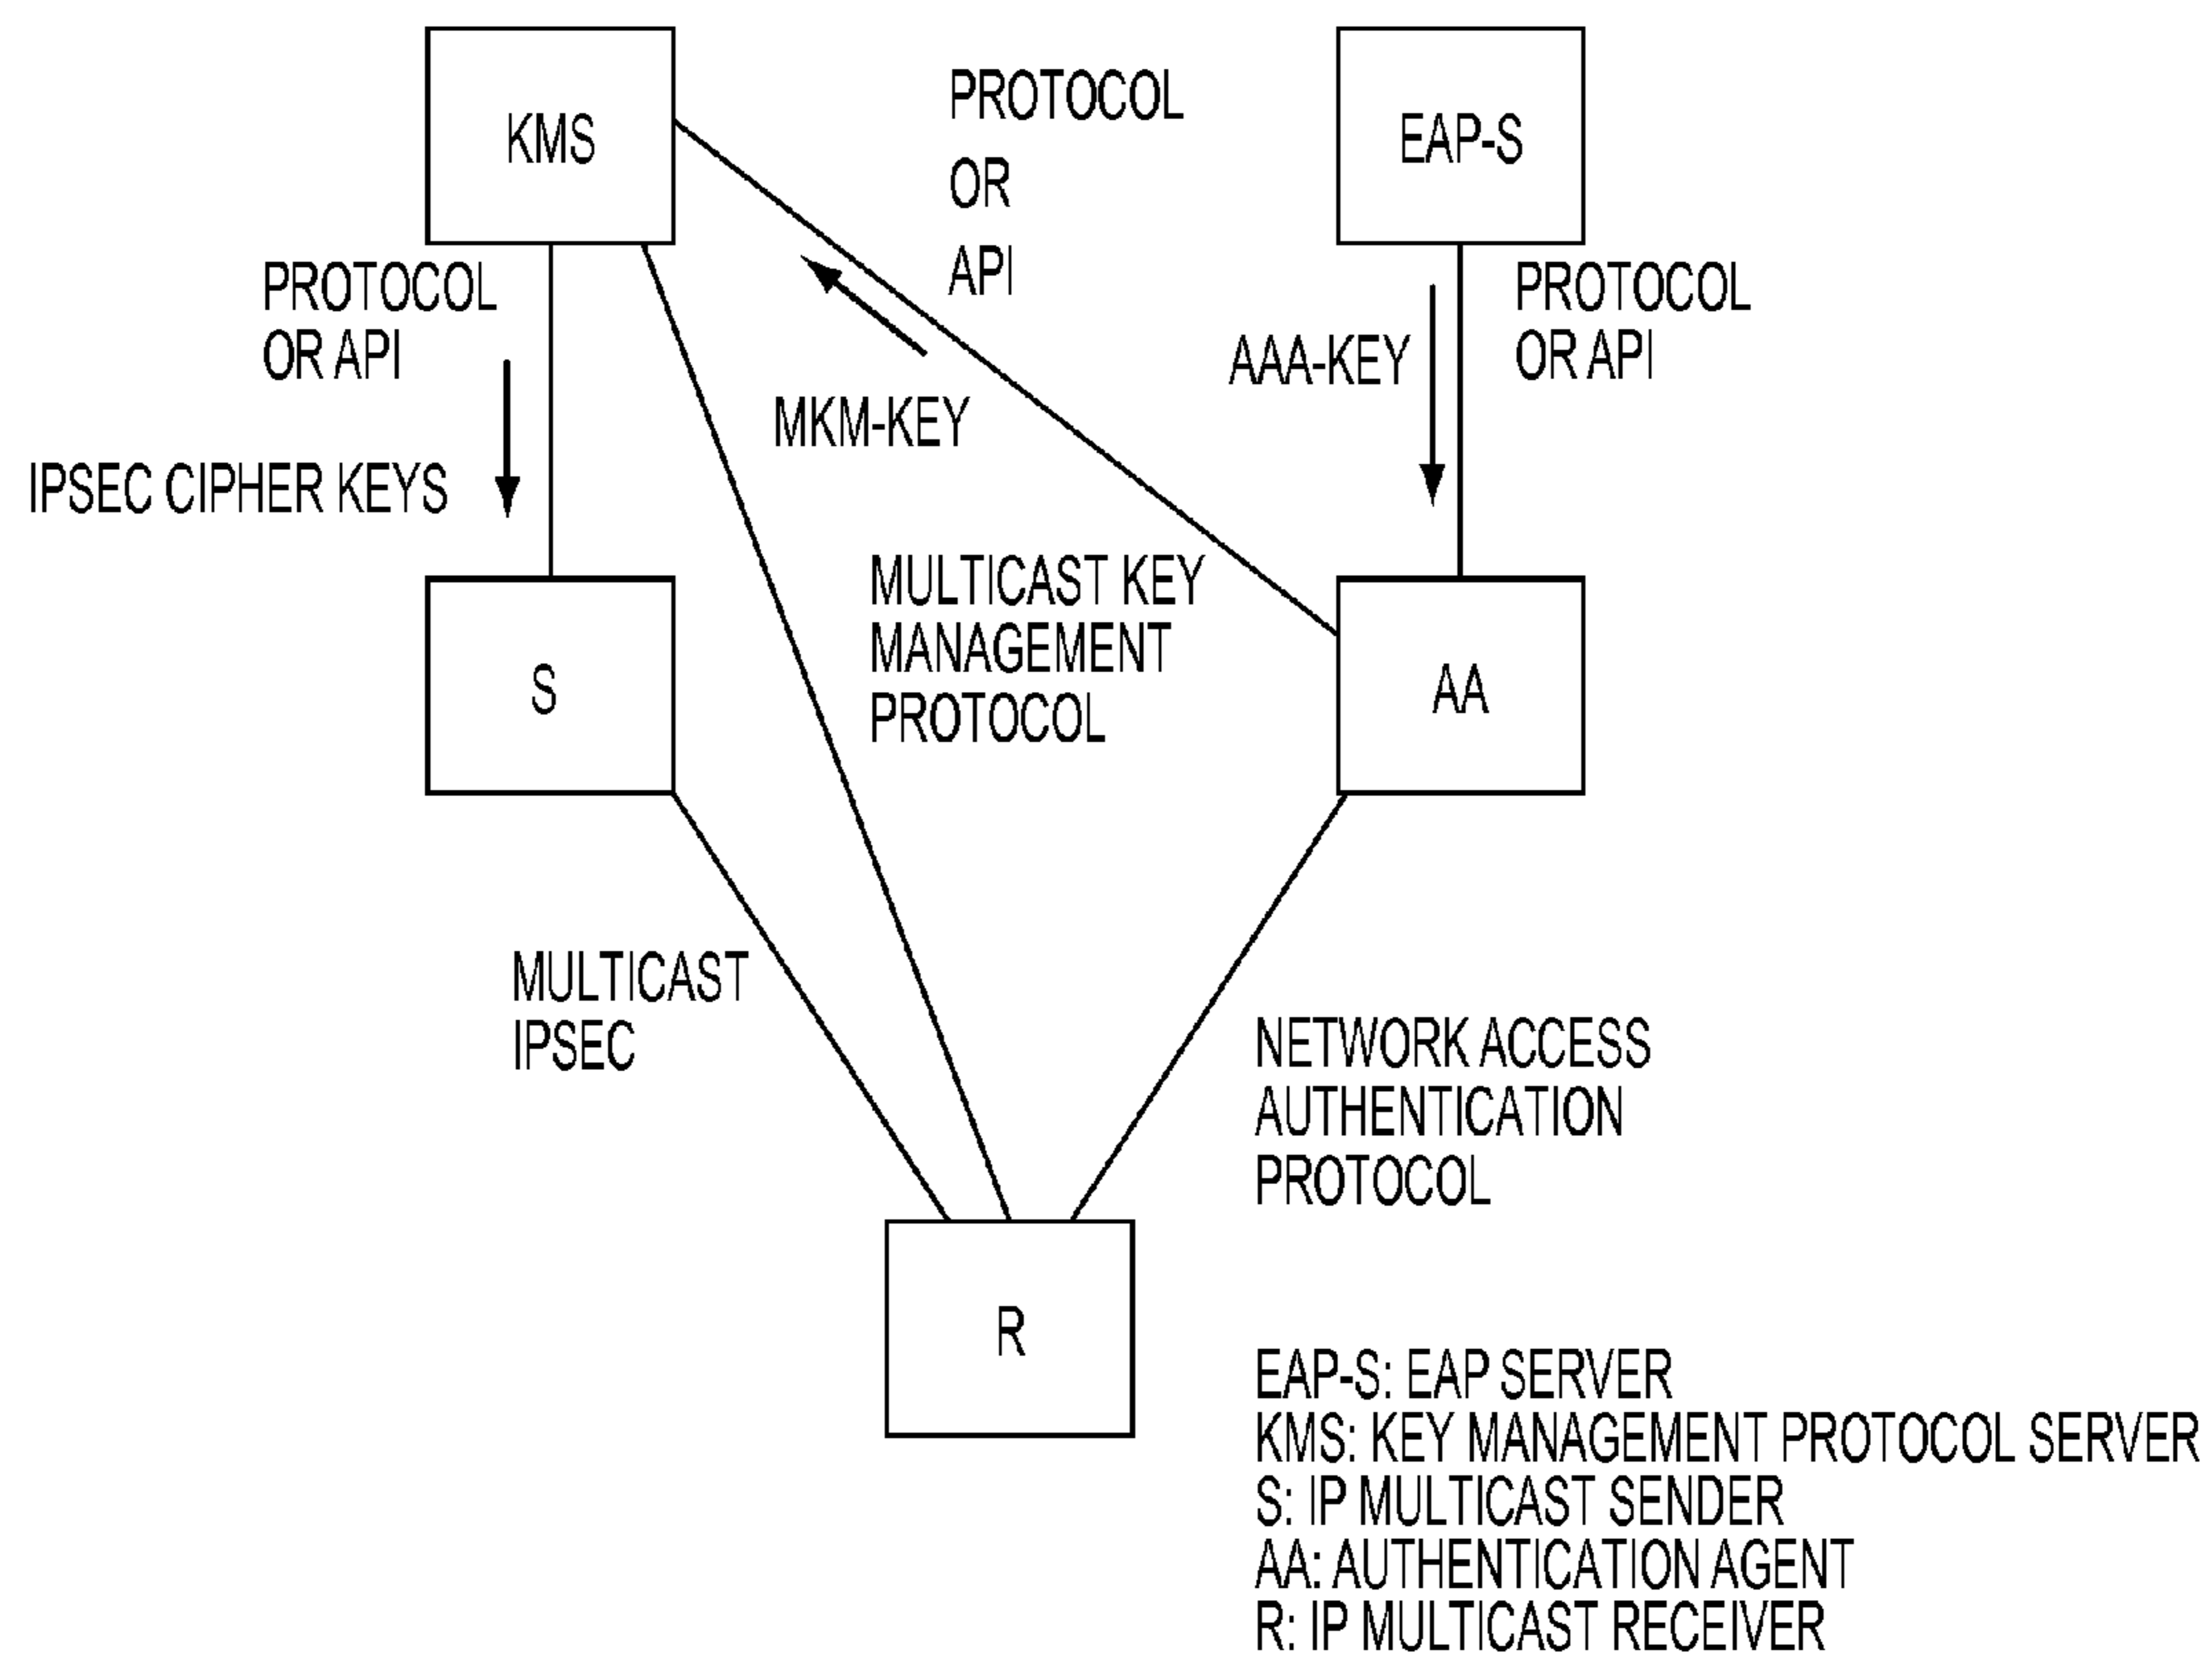 KMS
PROTOCOL
OR
API
EAP-S
PROTOCOL
OR API
IPSEC CIPHER KEYS
MKM-KEY
AAA-KEY
PROTOCOL
OR API
S
MULTICAST KEY
MANAGEMENT
PROTOCOL
AA
MULTICAST
IPSEC
NETWORK ACCESS
AUTHENTICATION
PROTOCOL
R
EAP-S: EAP SERVER
KMS: KEY MANAGEMENT PROTOCOL SERVER
S: IP MULTICAST SENDER
AA: AUTHENTICATION AGENT
R: IP MULTICAST RECEIVER